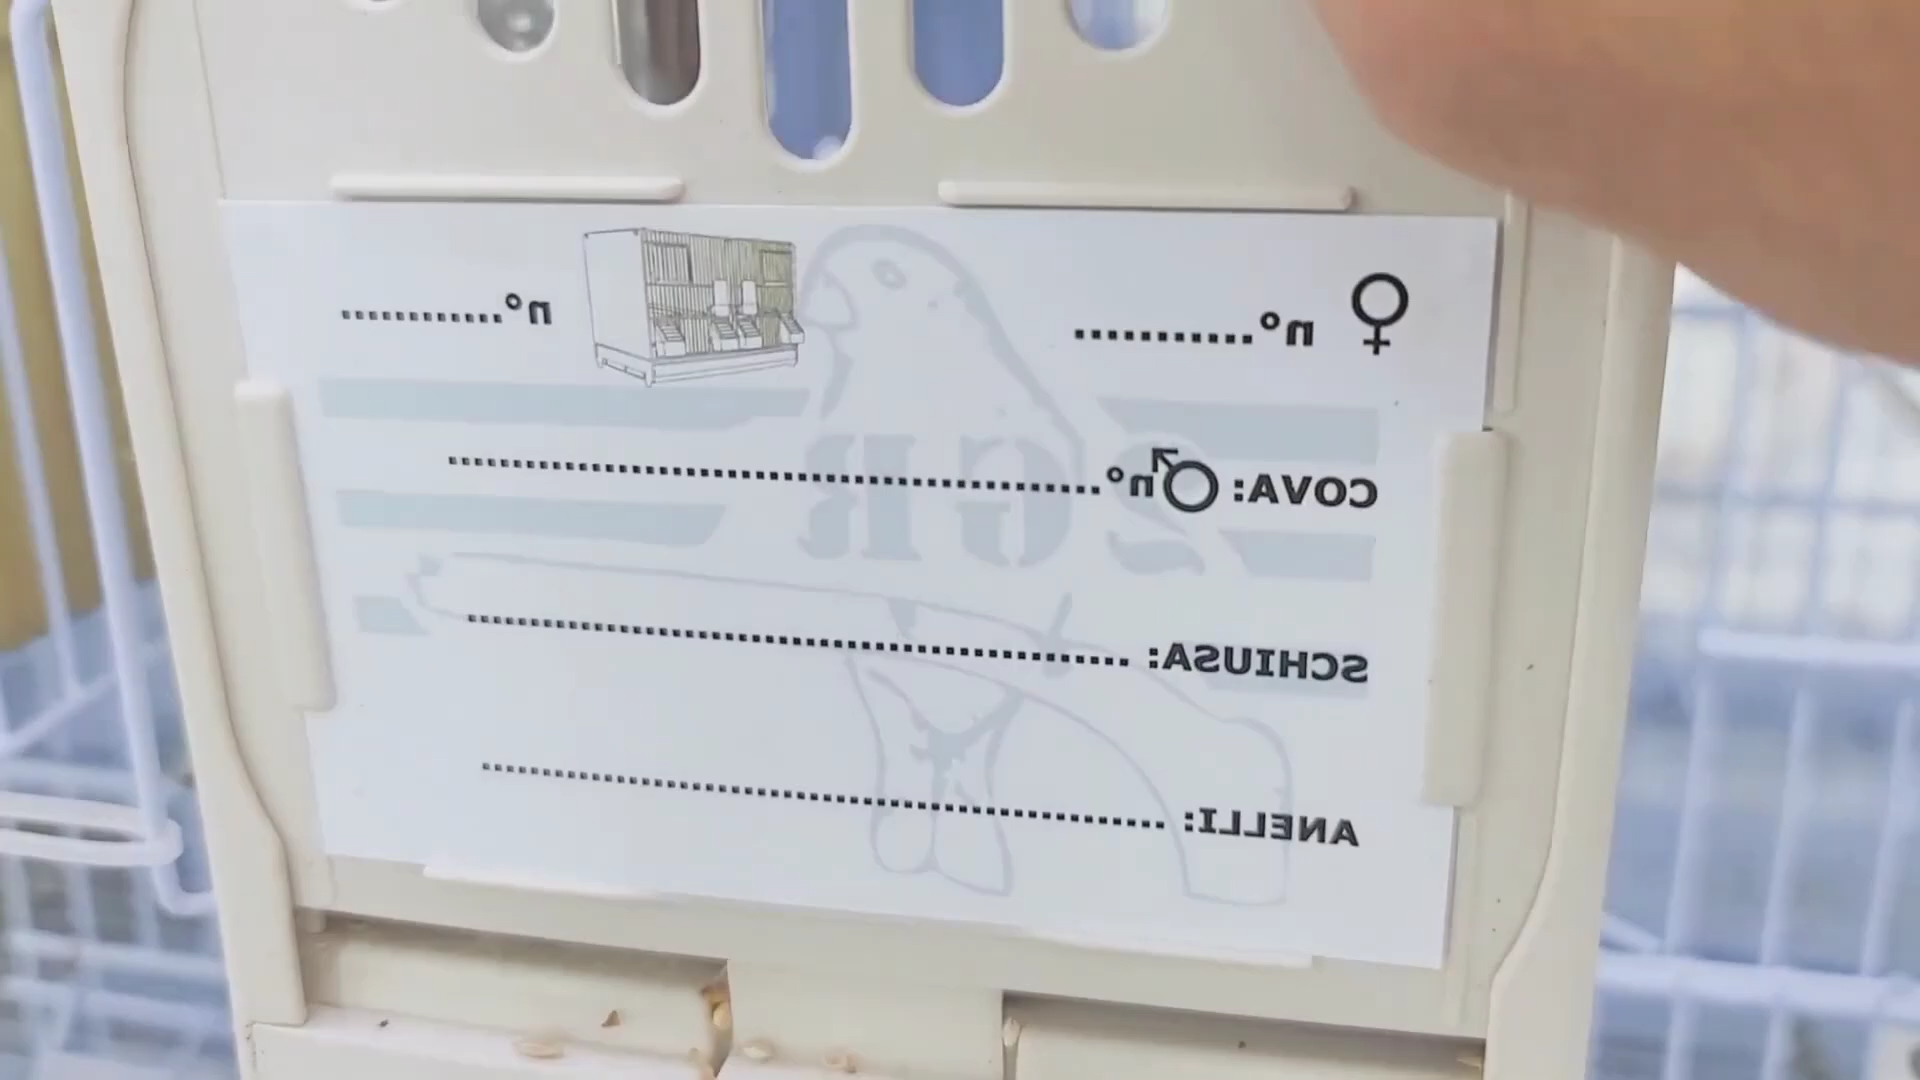 ♀ n°............ n°............
2GR
COVA: ♂n°..................................................
SCHIUSA: ..................................................
ANELLI: ..................................................